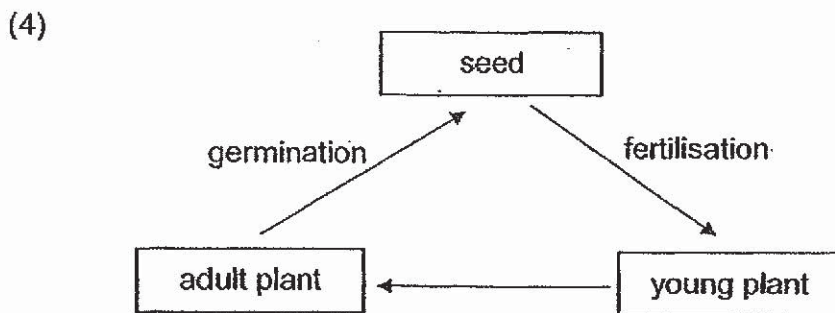 (4)
seed
germination
fertilisation
adult plant
young plant